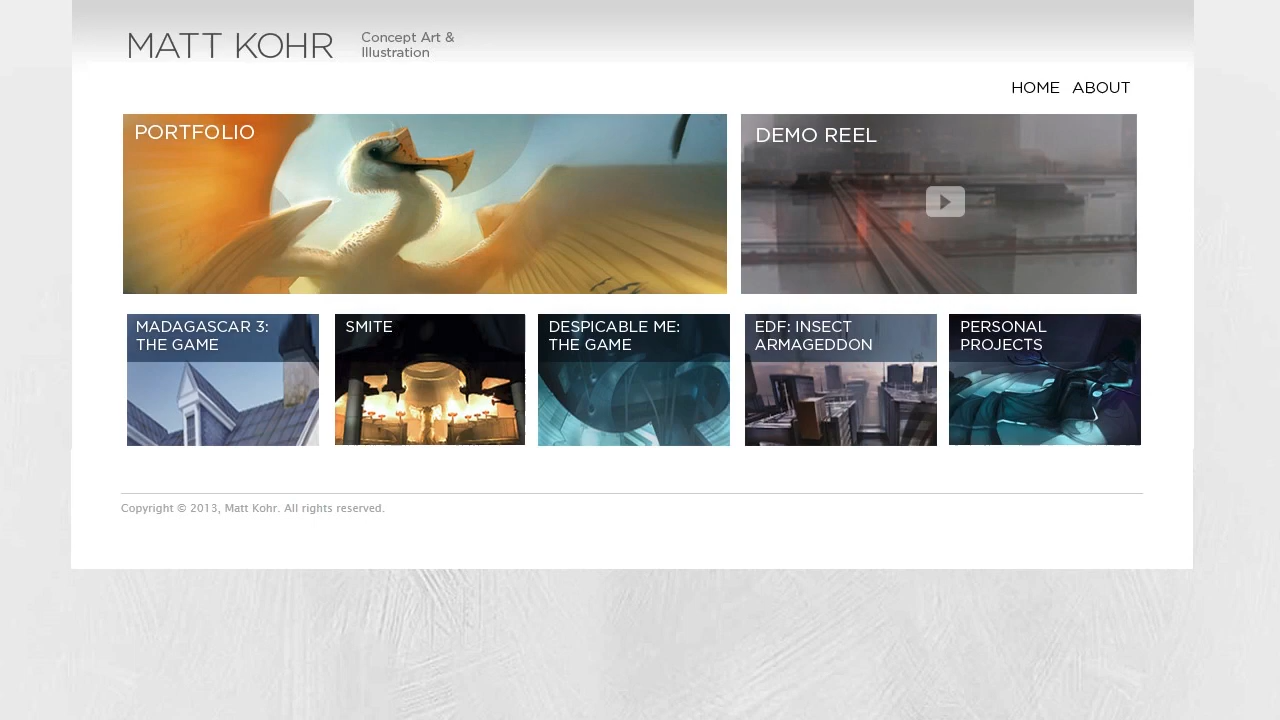 MATT KOHR
Concept Art &
Illustration
HOME ABOUT
PORTFOLIO
DEMO REEL
MADAGASCAR 3:
THE GAME
SMITE
DESPICABLE ME:
THE GAME
EDF: INSECT
ARMAGEDDON
PERSONAL
PROJECTS
Copyright © 2013, Matt Kohr. All rights reserved.